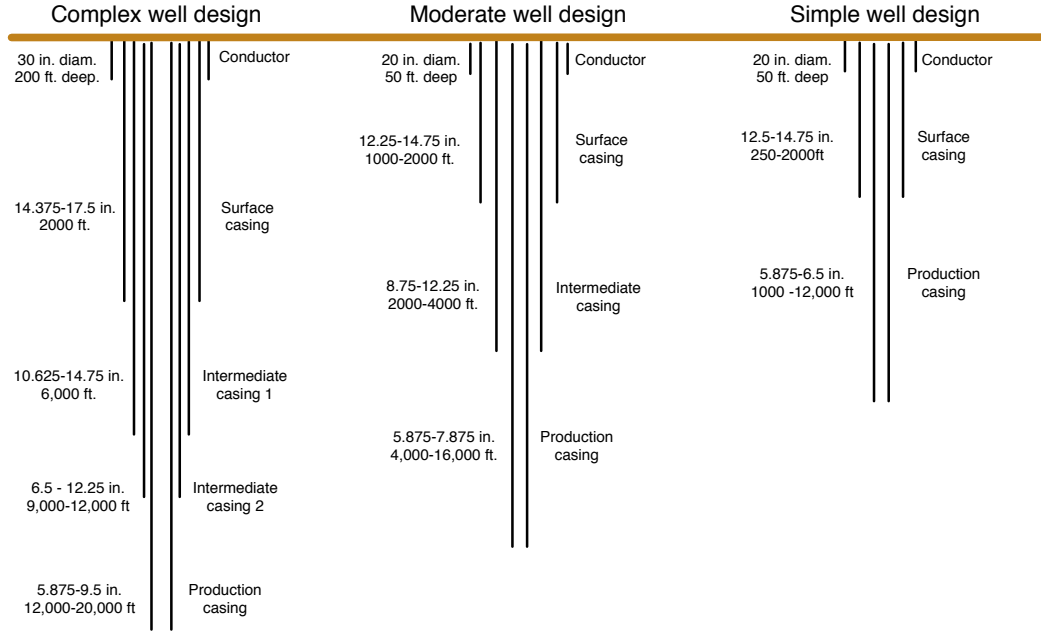 Complex well design
30 in. diam.
200 ft. deep.
Conductor
14.375-17.5 in.
2000 ft.
Surface
casing
10.625-14.75 in.
6,000 ft.
Intermediate
casing 1
6.5 - 12.25 in.
9,000-12,000 ft
Intermediate
casing 2
5.875-9.5 in.
12,000-20,000 ft
Production
casing
Moderate well design
20 in. diam.
50 ft. deep
Conductor
12.25-14.75 in.
1000-2000 ft.
Surface
casing
8.75-12.25 in.
2000-4000 ft.
Intermediate
casing
5.875-7.875 in.
4,000-16,000 ft.
Production
casing
Simple well design
20 in. diam.
50 ft. deep
Conductor
12.5-14.75 in.
250-2000ft
Surface
casing
5.875-6.5 in.
1000 -12,000 ft
Production
casing